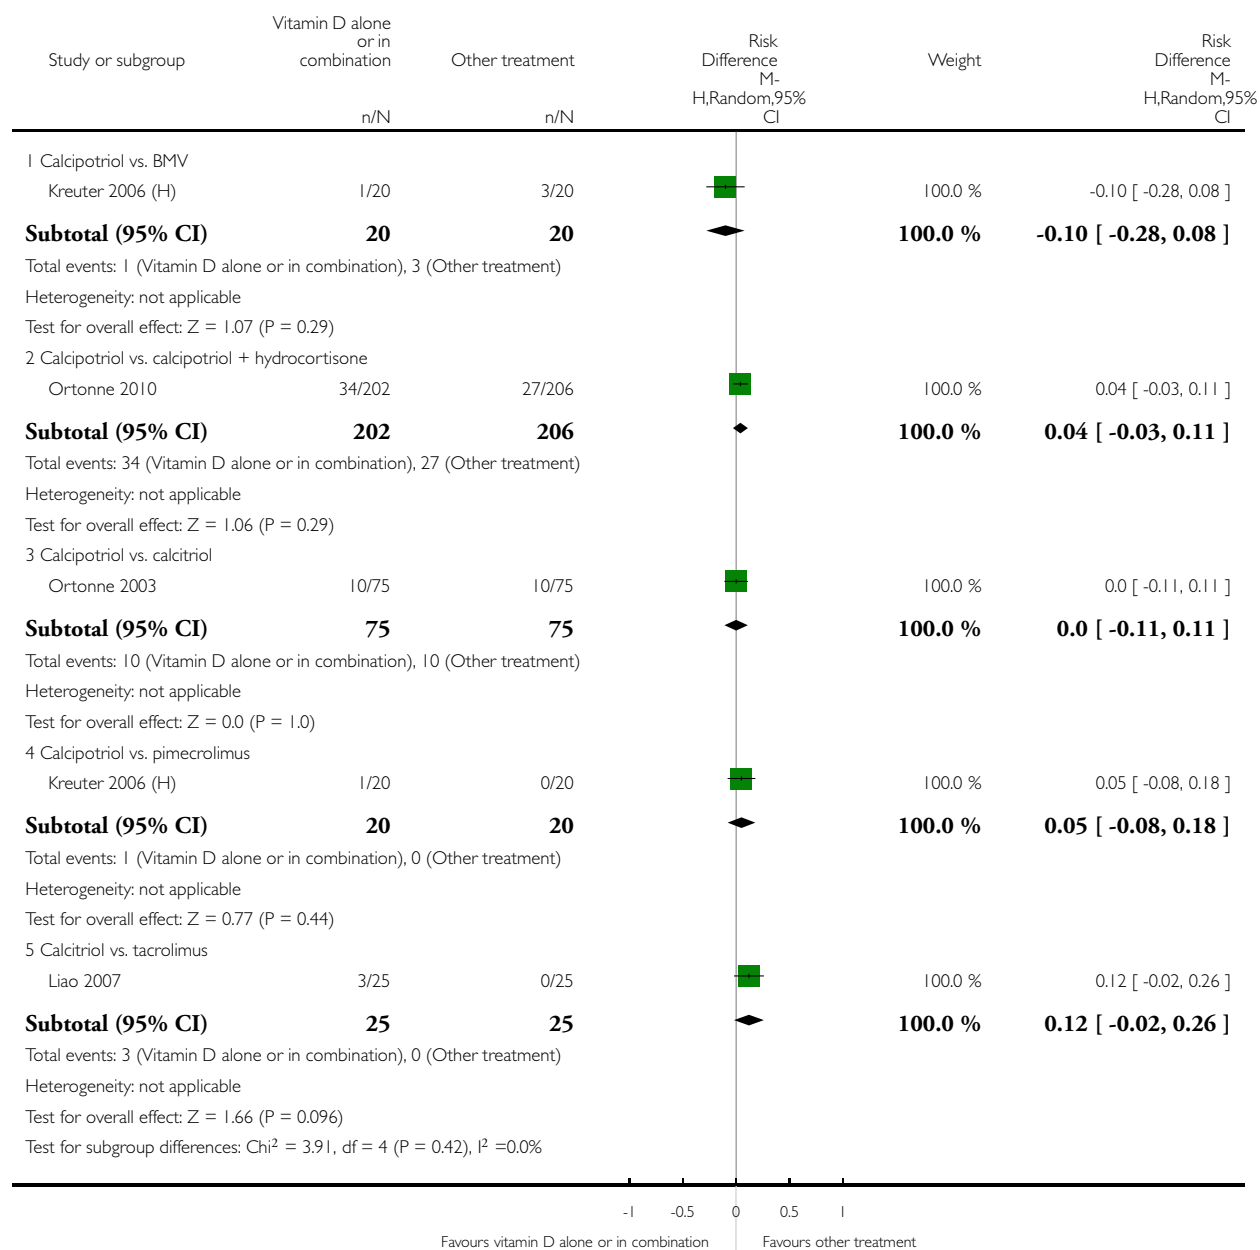 Vitamin D alone
or in
combination
Study or subgroup
Other treatment
Risk
Difference
M-
H,Random,95%
CI
Weight
Risk
Difference
M-
H,Random,95%
CI
n/N n/N
1 Calcipotriol vs. BMV
Kreuter 2006 (H) 1/20 3/20 100.0 % -0.10 [ -0.28, 0.08 ]
Subtotal (95% CI) 20 20 100.0 % -0.10 [ -0.28, 0.08 ]
Total events: 1 (Vitamin D alone or in combination), 3 (Other treatment)
Heterogeneity: not applicable
Test for overall effect: Z = 1.07 (P = 0.29)
2 Calcipotriol vs. calcipotriol + hydrocortisone
Ortonne 2010 34/202 27/206 100.0 % 0.04 [ -0.03, 0.11 ]
Subtotal (95% CI) 202 206 100.0 % 0.04 [ -0.03, 0.11 ]
Total events: 34 (Vitamin D alone or in combination), 27 (Other treatment)
Heterogeneity: not applicable
Test for overall effect: Z = 1.06 (P = 0.29)
3 Calcipotriol vs. calcitriol
Ortonne 2003 10/75 10/75 100.0 % 0.0 [ -0.11, 0.11 ]
Subtotal (95% CI) 75 75 100.0 % 0.0 [ -0.11, 0.11 ]
Total events: 10 (Vitamin D alone or in combination), 10 (Other treatment)
Heterogeneity: not applicable
Test for overall effect: Z = 0.0 (P = 1.0)
4 Calcipotriol vs. pimecrolimus
Kreuter 2006 (H) 1/20 0/20 100.0 % 0.05 [ -0.08, 0.18 ]
Subtotal (95% CI) 20 20 100.0 % 0.05 [ -0.08, 0.18 ]
Total events: 1 (Vitamin D alone or in combination), 0 (Other treatment)
Heterogeneity: not applicable
Test for overall effect: Z = 0.77 (P = 0.44)
5 Calcitriol vs. tacrolimus
Liao 2007 3/25 0/25 100.0 % 0.12 [ -0.02, 0.26 ]
Subtotal (95% CI) 25 25 100.0 % 0.12 [ -0.02, 0.26 ]
Total events: 3 (Vitamin D alone or in combination), 0 (Other treatment)
Heterogeneity: not applicable
Test for overall effect: Z = 1.66 (P = 0.096)
Test for subgroup differences: Chi² = 3.91, df = 4 (P = 0.42), I² =0.0%
-1 -0.5 0 0.5 1
Favours vitamin D alone or in combination Favours other treatment